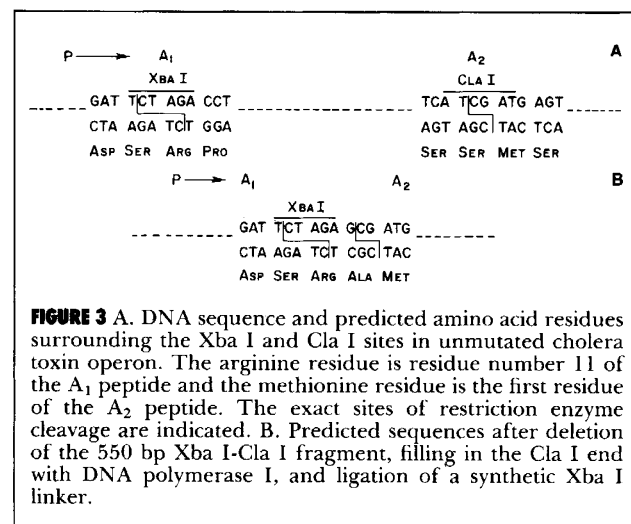 P → A₁ A₂ A
XBA I CLA I
GAT TCT AGA CCT TCA TCG ATG AGT
CTA AGA TCT GGA AGT AGC TAC TCA
ASP SER ARG PRO SER SER MET SER
P → A₁ A₂ B
XBA I
GAT TCT AGA GCG ATG
CTA AGA TCT CGC TAC
ASP SER ARG ALA MET
FIGURE 3 A. DNA sequence and predicted amino acid residues
surrounding the Xba I and Cla I sites in unmutated cholera
toxin operon. The arginine residue is residue number 11 of
the A₁ peptide and the methionine residue is the first residue
of the A₂ peptide. The exact sites of restriction enzyme
cleavage are indicated. B. Predicted sequences after deletion
of the 550 bp Xba I-Cla I fragment, filling in the Cla I end
with DNA polymerase I, and ligation of a synthetic Xba I
linker.